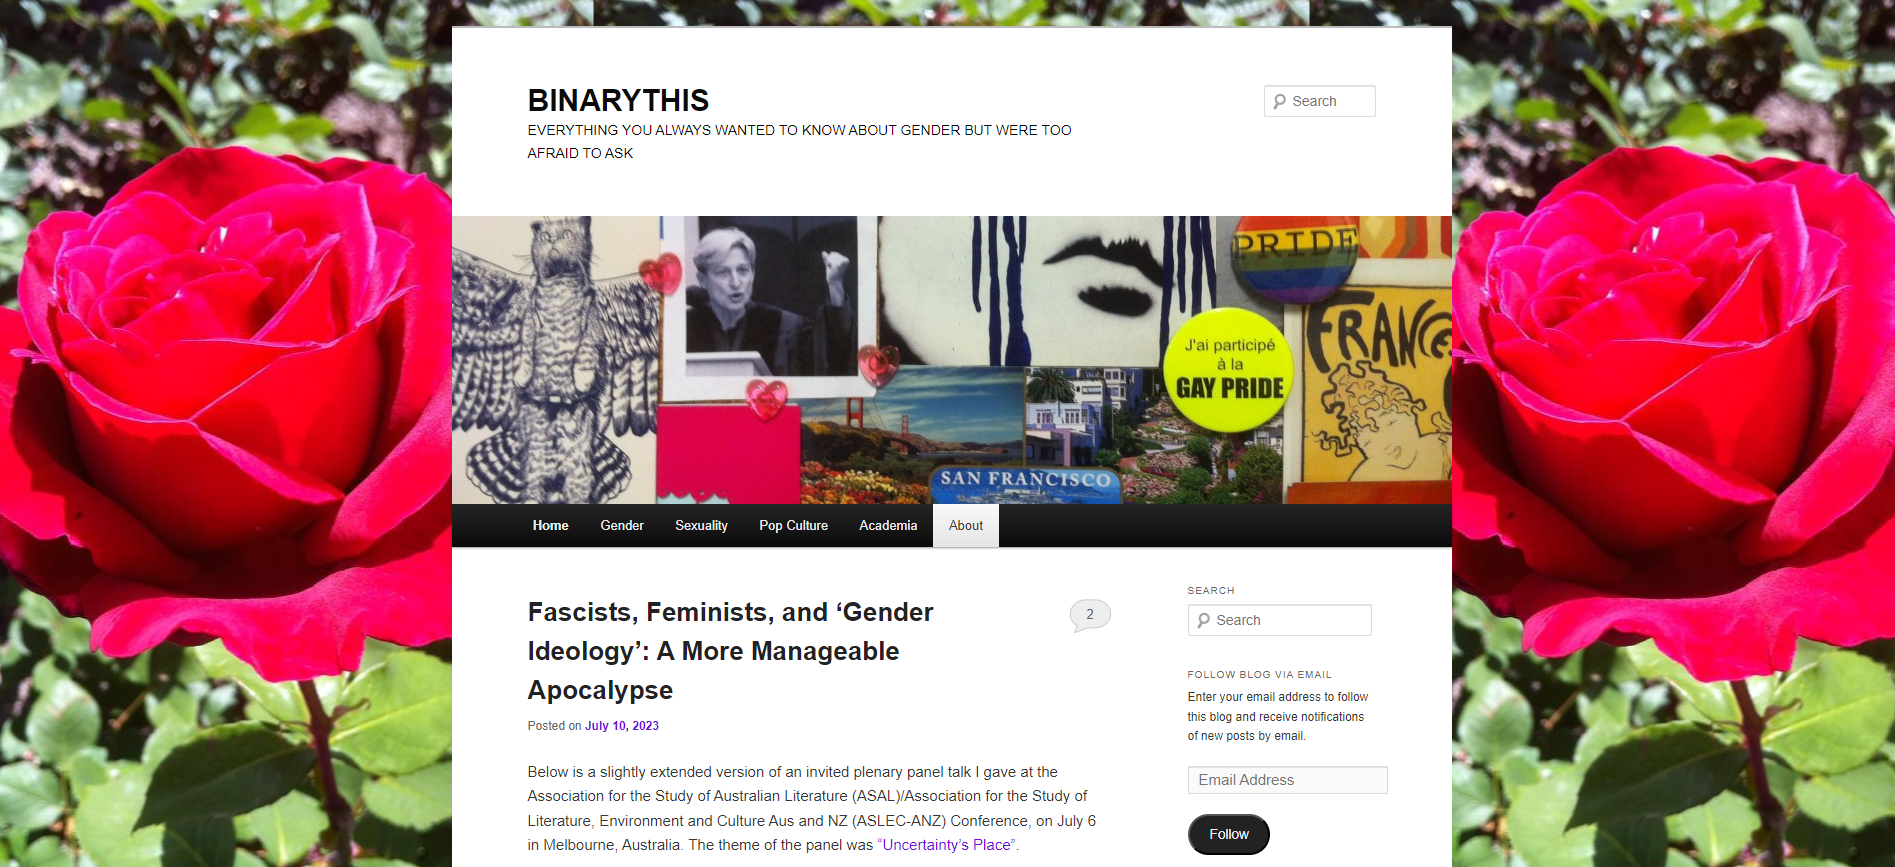 BINARYTHIS
EVERYTHING YOU ALWAYS WANTED TO KNOW ABOUT GENDER BUT WERE TOO
AFRAID TO ASK
Search
PRIDE
J'ai participé
à la
GAY PRIDE
FRANC
SAN FRANCISCO
Home Gender Sexuality Pop Culture Academia About
Fascists, Feminists, and ‘Gender
Ideology’: A More Manageable
Apocalypse
2
Posted on July 10, 2023
Below is a slightly extended version of an invited plenary panel talk I gave at the
Association for the Study of Australian Literature (ASAL)/Association for the Study of
Literature, Environment and Culture Aus and NZ (ASLEC-ANZ) Conference, on July 6
in Melbourne, Australia. The theme of the panel was “Uncertainty’s Place”.
SEARCH
Search
FOLLOW BLOG VIA EMAIL
Enter your email address to follow
this blog and receive notifications
of new posts by email.
Email Address
Follow